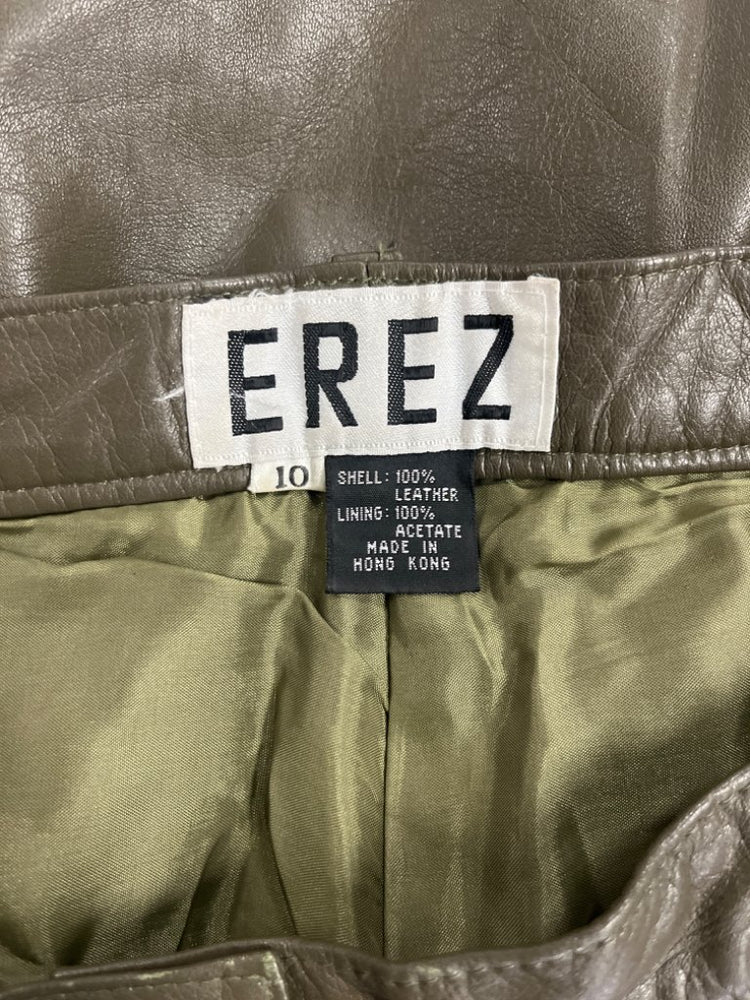 EREZ
10
SHELL: 100%
LEATHER
LINING: 100%
ACETATE
MADE IN
HONG KONG